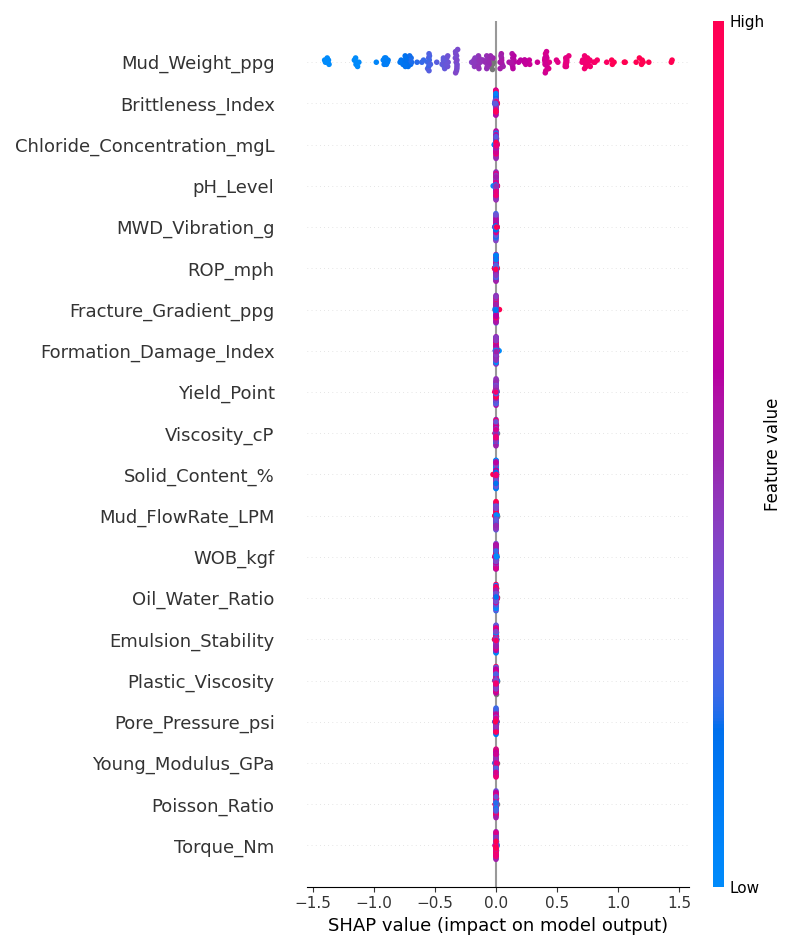 High
Mud_Weight_ppg
Brittleness_Index
Chloride_Concentration_mgL
pH_Level
MWD_Vibration_g
ROP_mph
Fracture_Gradient_ppg
Formation_Damage_Index
Yield_Point
Viscosity_cP
Solid_Content_%
Mud_FlowRate_LPM
WOB_kgf
Oil_Water_Ratio
Emulsion_Stability
Plastic_Viscosity
Pore_Pressure_psi
Young_Modulus_GPa
Poisson_Ratio
Torque_Nm
Feature value
Low
−1.5 −1.0 −0.5 0.0 0.5 1.0 1.5
SHAP value (impact on model output)